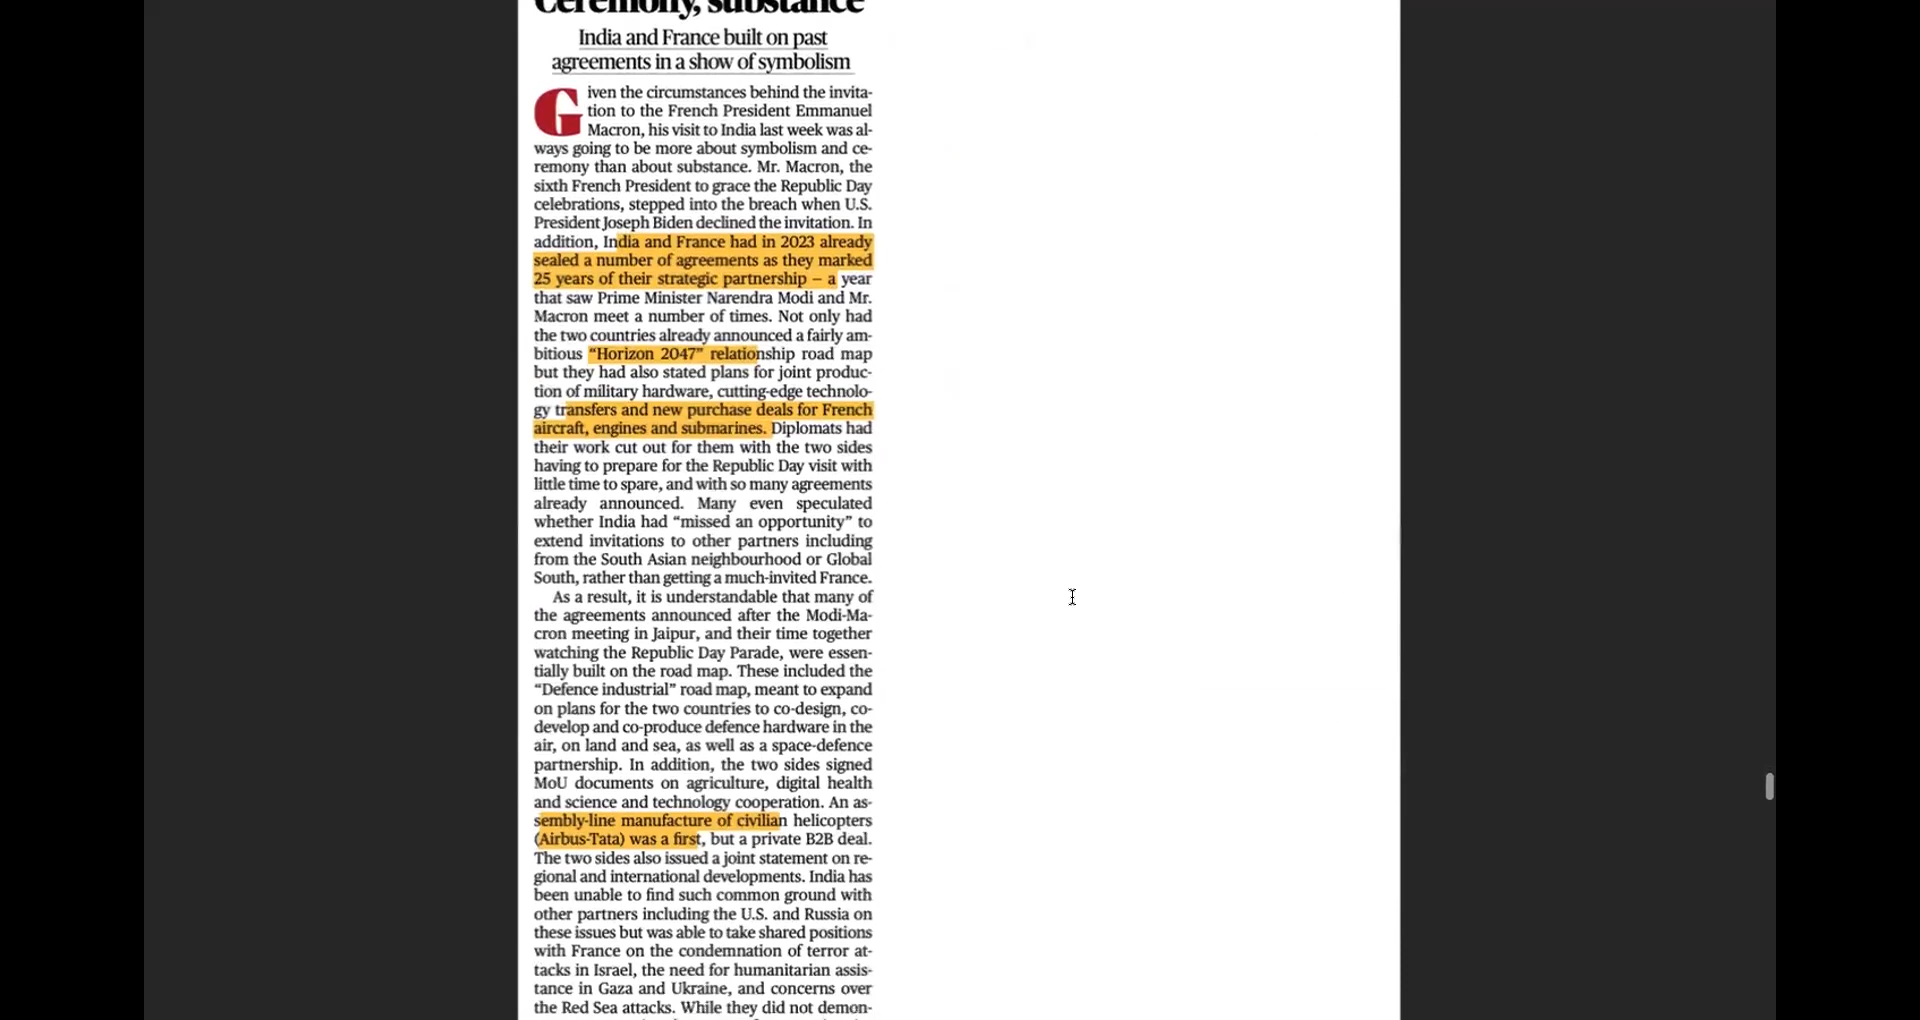 Ceremony, substance
India and France built on past
agreements in a show of symbolism
Given the circumstances behind the invita-
tion to the French President Emmanuel
Macron, his visit to India last week was al-
ways going to be more about symbolism and ce-
remony than about substance. Mr. Macron, the
sixth French President to grace the Republic Day
celebrations, stepped into the breach when U.S.
President Joseph Biden declined the invitation. In
addition, India and France had in 2023 already
sealed a number of agreements as they marked
25 years of their strategic partnership – a year
that saw Prime Minister Narendra Modi and Mr.
Macron meet a number of times. Not only had
the two countries already announced a fairly am-
bitious “Horizon 2047” relationship road map
but they had also stated plans for joint produc-
tion of military hardware, cutting-edge technolo-
gy transfers and new purchase deals for French
aircraft, engines and submarines. Diplomats had
their work cut out for them with the two sides
having to prepare for the Republic Day visit with
little time to spare, and with so many agreements
already announced. Many even speculated
whether India had “missed an opportunity” to
extend invitations to other partners including
from the South Asian neighbourhood or Global
South, rather than getting a much-invited France.
As a result, it is understandable that many of
the agreements announced after the Modi-Ma-
cron meeting in Jaipur, and their time together
watching the Republic Day Parade, were essen-
tially built on the road map. These included the
“Defence industrial” road map, meant to expand
on plans for the two countries to co-design, co-
develop and co-produce defence hardware in the
air, on land and sea, as well as a space-defence
partnership. In addition, the two sides signed
MoU documents on agriculture, digital health
and science and technology cooperation. An as-
sembly-line manufacture of civilian helicopters
(Airbus-Tata) was a first, but a private B2B deal.
The two sides also issued a joint statement on re-
gional and international developments. India has
been unable to find such common ground with
other partners including the U.S. and Russia on
these issues but was able to take shared positions
with France on the condemnation of terror at-
tacks in Israel, the need for humanitarian assis-
tance in Gaza and Ukraine, and concerns over
the Red Sea attacks. While they did not demon-